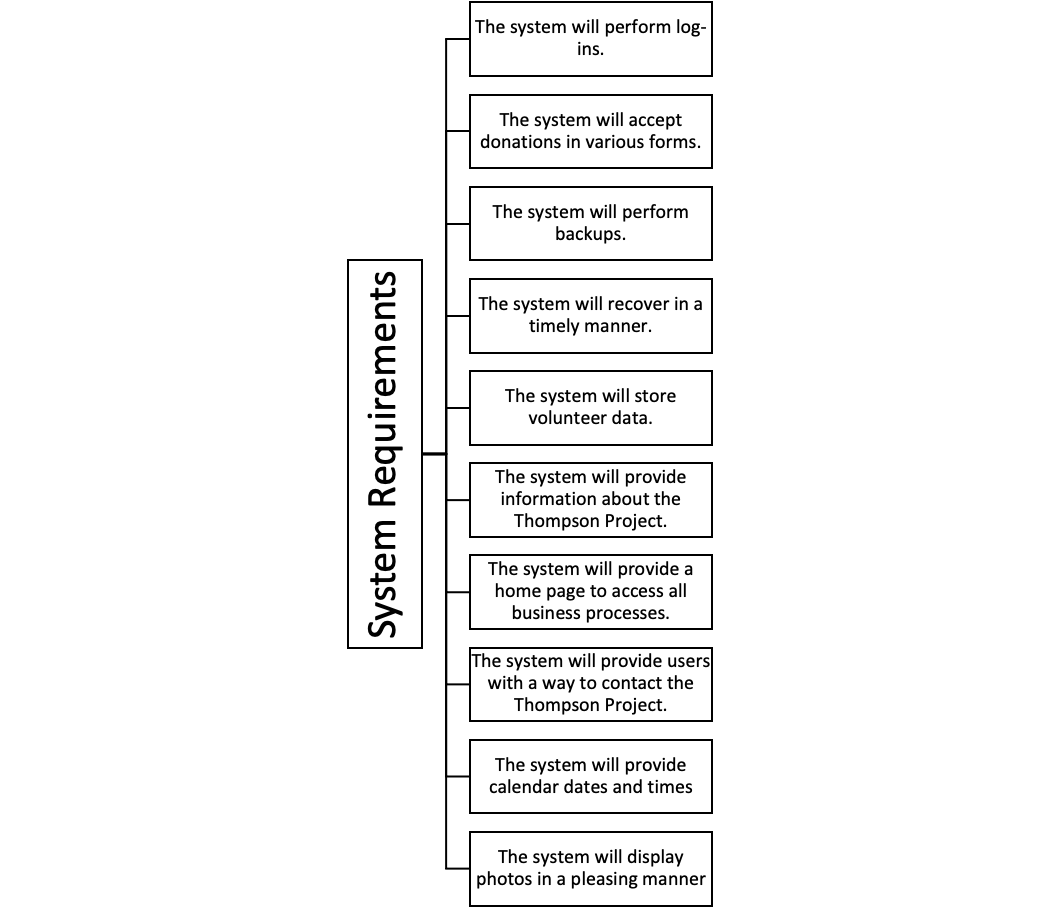 System Requirements
The system will perform log-
ins.
The system will accept
donations in various forms.
The system will perform
backups.
The system will recover in a
timely manner.
The system will store
volunteer data.
The system will provide
information about the
Thompson Project.
The system will provide a
home page to access all
business processes.
The system will provide users
with a way to contact the
Thompson Project.
The system will provide
calendar dates and times
The system will display
photos in a pleasing manner